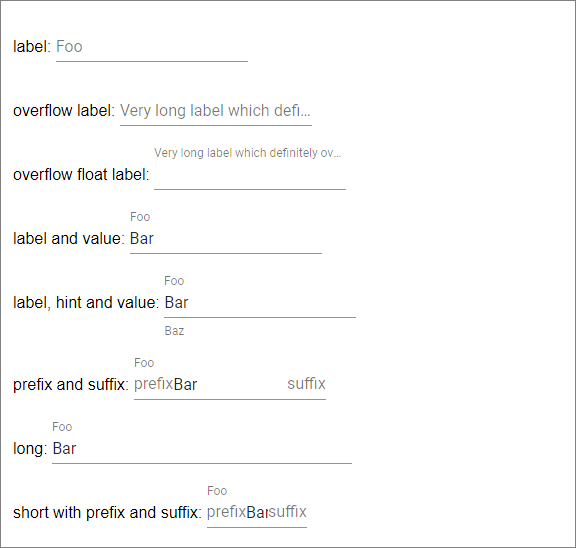 label: Foo
overflow label: Very long label which defi...
Very long label which definitely ov...
overflow float label:
Foo
label and value: Bar
Foo
label, hint and value: Bar
Baz
Foo
prefix and suffix: prefixBar suffix
Foo
long: Bar
Foo
short with prefix and suffix: prefixBarsuffix